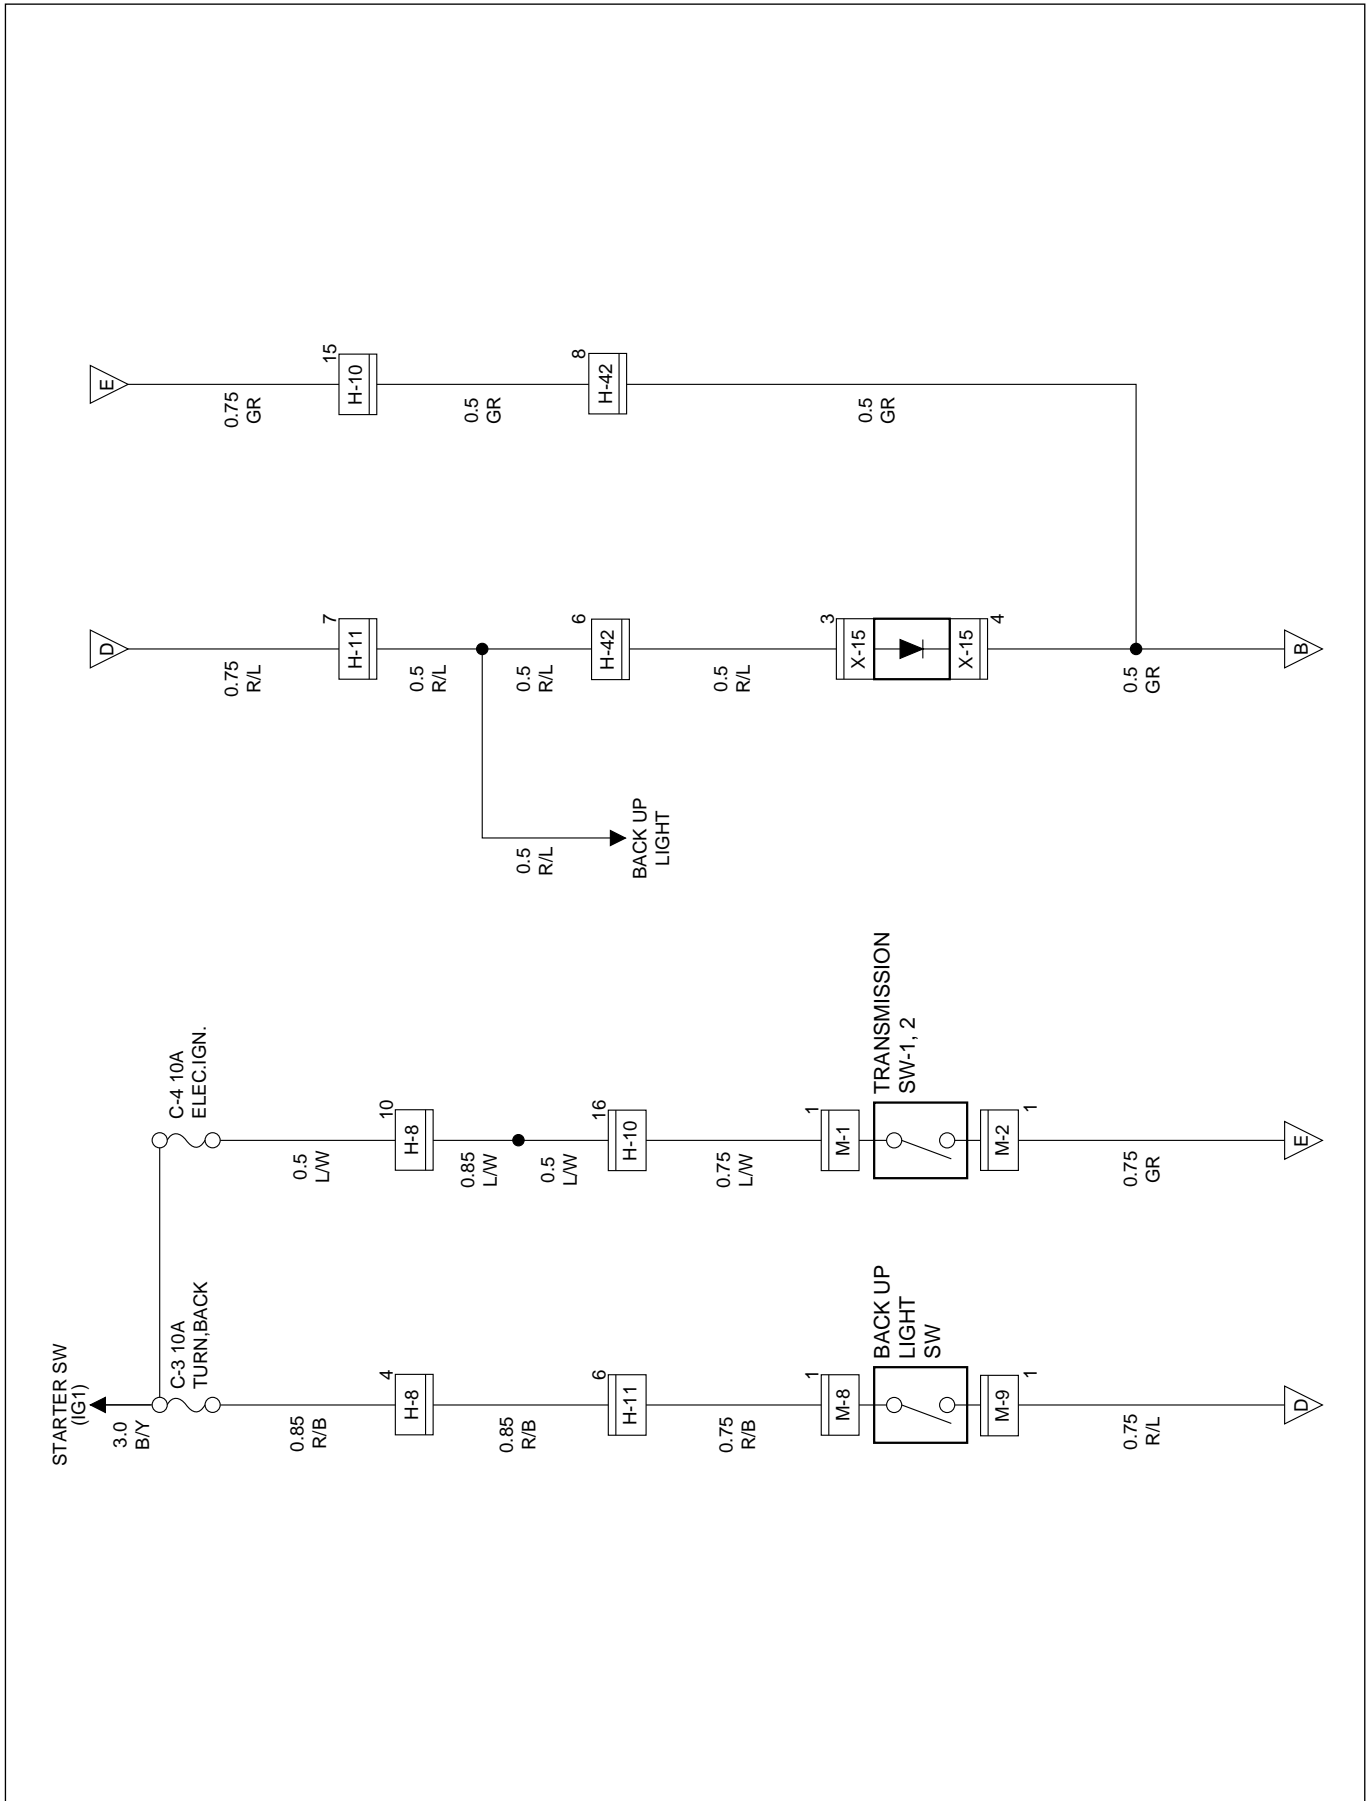 STARTER SW
(IG1)
3.0
B/Y
C-3 10A
TURN,BACK
0.85
R/B
4
H-8
0.85
R/B
6
H-11
0.75
R/B
1
M-8
BACK UP
LIGHT
SW
M-9
1
0.75
R/L
D
C-4 10A
ELEC.IGN.
0.5
L/W
10
H-8
0.85
L/W
0.5
L/W
16
H-10
0.75
L/W
1
M-1
TRANSMISSION
SW-1, 2
M-2
1
0.75
GR
E
D
0.75
R/L
7
H-11
0.5
R/L
0.5
R/L
BACK UP
LIGHT
0.5
R/L
6
H-42
0.5
R/L
3
X-15
X-15
4
0.5
GR
B
E
0.75
GR
15
H-10
0.5
GR
8
H-42
0.5
GR